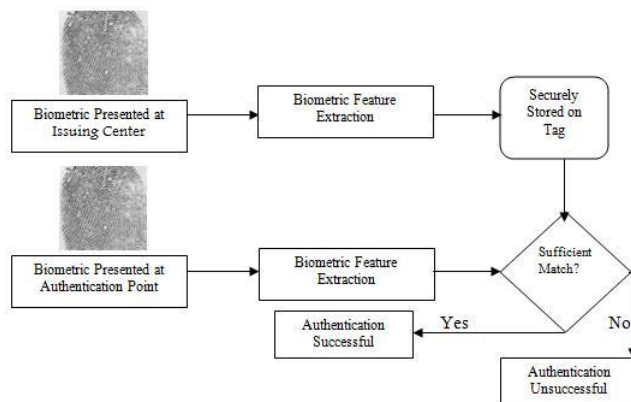 Biometric Presented at
Issuing Center
Biometric Feature
Extraction
Securely
Stored on
Tag
Biometric Presented at
Authentication Point
Biometric Feature
Extraction
Sufficient
Match?
Yes
No
Authentication
Successful
Authentication
Unsuccessful